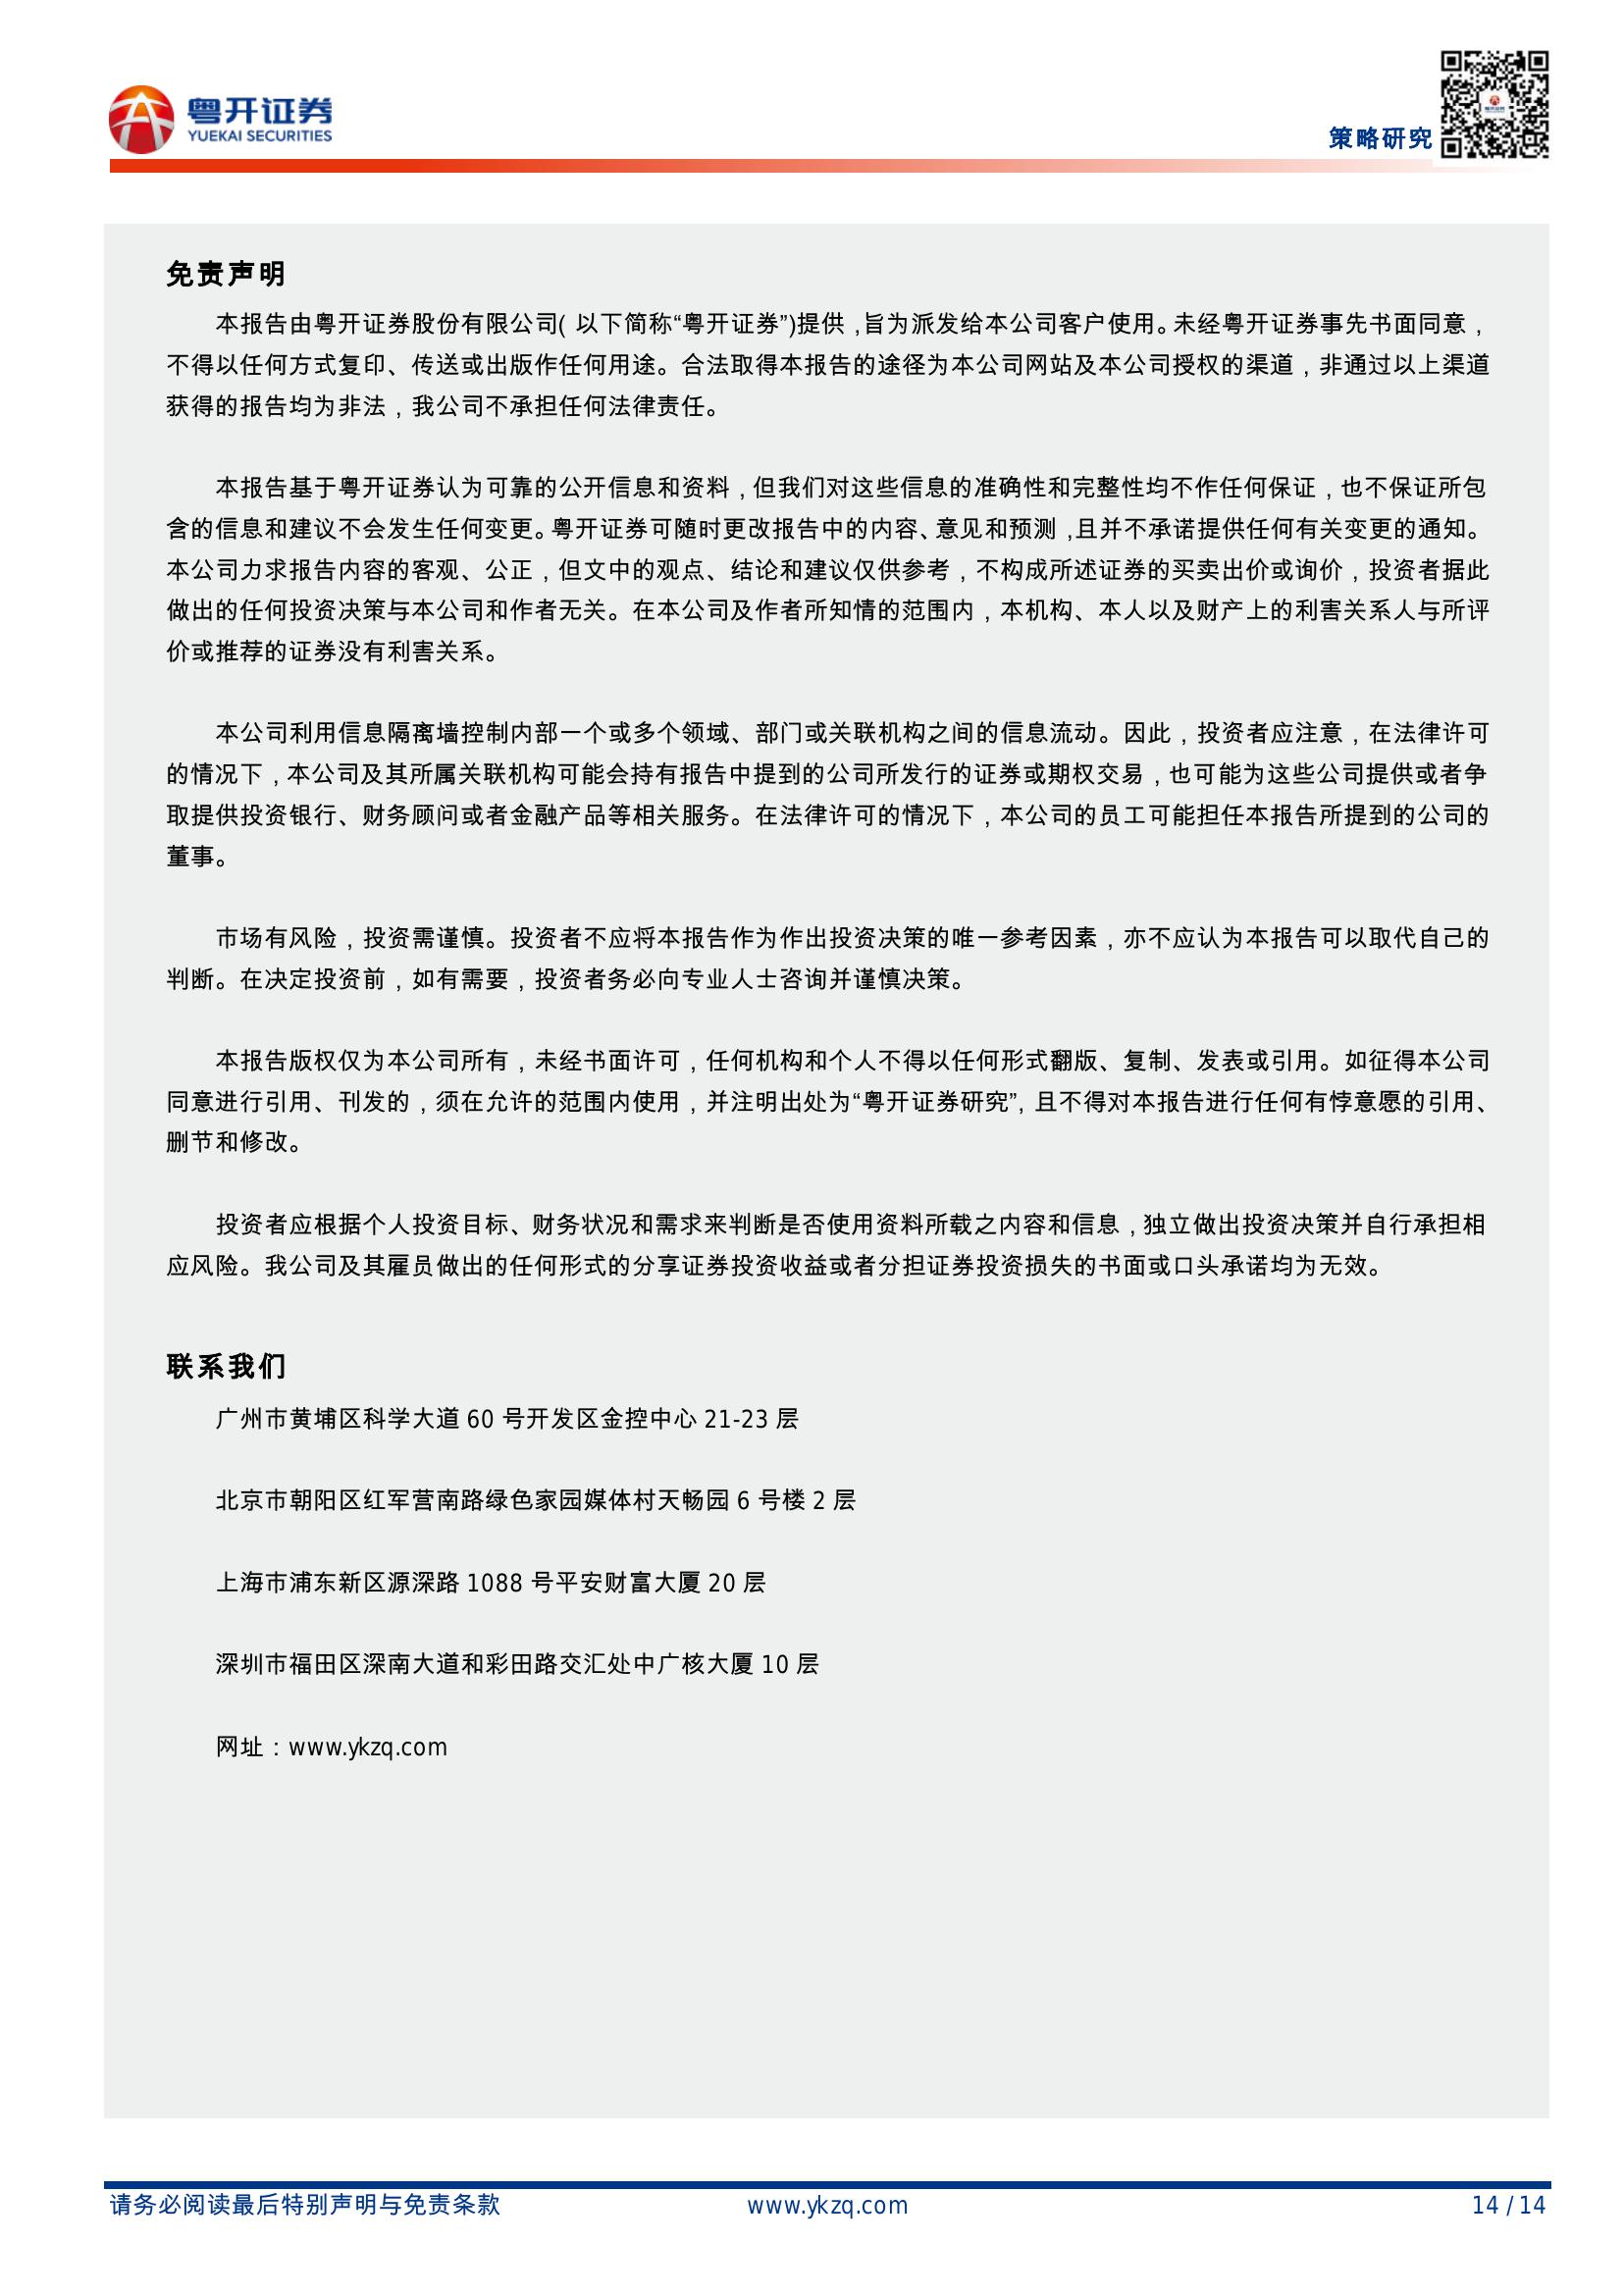 粤开证券
YUEKAI SECURITIES
策略研究
免责声明
本报告由粤开证券股份有限公司( 以下简称“粤开证券”)提供,旨为派发给本公司客户使用。未经粤开证券事先书面同意,
不得以任何方式复印、传送或出版作任何用途。合法取得本报告的途径为本公司网站及本公司授权的渠道,非通过以上渠道
获得的报告均为非法,我公司不承担任何法律责任。
本报告基于粤开证券认为可靠的公开信息和资料,但我们对这些信息的准确性和完整性均不作任何保证,也不保证所包
含的信息和建议不会发生任何变更。粤开证券可随时更改报告中的内容、意见和预测,且并不承诺提供任何有关变更的通知。
本公司力求报告内容的客观、公正,但文中的观点、结论和建议仅供参考,不构成所述证券的买卖出价或询价,投资者据此
做出的任何投资决策与本公司和作者无关。在本公司及作者所知情的范围内,本机构、本人以及财产上的利害关系人与所评
价或推荐的证券没有利害关系。
本公司利用信息隔离墙控制内部一个或多个领域、部门或关联机构之间的信息流动。因此,投资者应注意,在法律许可
的情况下,本公司及其所属关联机构可能会持有报告中提到的公司所发行的证券或期权交易,也可能为这些公司提供或者争
取提供投资银行、财务顾问或者金融产品等相关服务。在法律许可的情况下,本公司的员工可能担任本报告所提到的公司的
董事。
市场有风险,投资需谨慎。投资者不应将本报告作为作出投资决策的唯一参考因素,亦不应认为本报告可以取代自己的
判断。在决定投资前,如有需要,投资者务必向专业人士咨询并谨慎决策。
本报告版权仅为本公司所有,未经书面许可,任何机构和个人不得以任何形式翻版、复制、发表或引用。如征得本公司
同意进行引用、刊发的,须在允许的范围内使用,并注明出处为“粤开证券研究”,且不得对本报告进行任何有悖意愿的引用、
删节和修改。
投资者应根据个人投资目标、财务状况和需求来判断是否使用资料所载之内容和信息,独立做出投资决策并自行承担相
应风险。我公司及其雇员做出的任何形式的分享证券投资收益或者分担证券投资损失的书面或口头承诺均为无效。
联系我们
广州市黄埔区科学大道 60 号开发区金控中心 21-23 层
北京市朝阳区红军营南路绿色家园媒体村天畅园 6 号楼 2 层
上海市浦东新区源深路 1088 号平安财富大厦 20 层
深圳市福田区深南大道和彩田路交汇处中广核大厦 10 层
网址:www.ykzq.com
请务必阅读最后特别声明与免责条款 www.ykzq.com 14 / 14